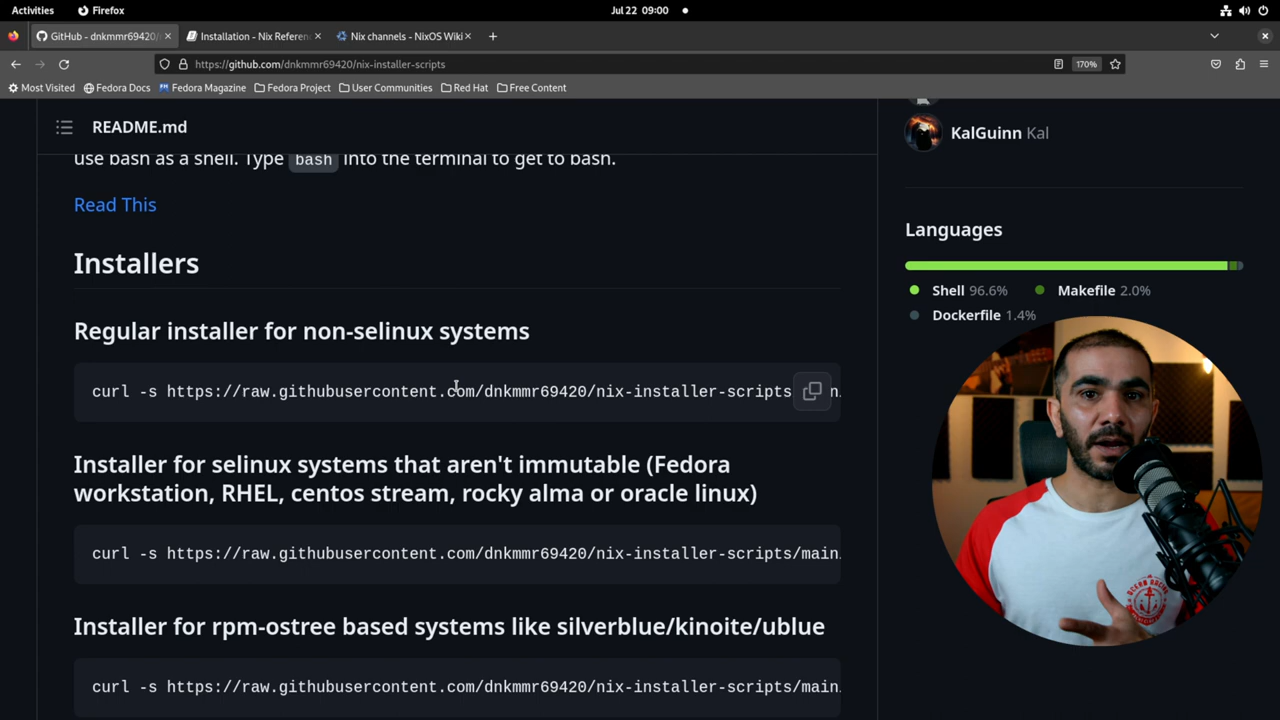 Activities
Firefox
Jul 22 09:00
GitHub - dnkmmr69420/
Installation - Nix Referen
Nix channels - NixOS Wiki
https://github.com/dnkmmr69420/nix-installer-scripts
170%
Most Visited
Fedora Docs
Fedora Magazine
Fedora Project
User Communities
Red Hat
Free Content
README.md
use bash as a shell. Type bash into the terminal to get to bash.
Read This
Installers
Regular installer for non-selinux systems
curl -s https://raw.githubusercontent.com/dnkmmr69420/nix-installer-scripts
Installer for selinux systems that aren't immutable (Fedora
workstation, RHEL, centos stream, rocky alma or oracle linux)
curl -s https://raw.githubusercontent.com/dnkmmr69420/nix-installer-scripts/main
Installer for rpm-ostree based systems like silverblue/kinoite/ublue
curl -s https://raw.githubusercontent.com/dnkmmr69420/nix-installer-scripts/main
KalGuinn Kal
Languages
Shell 96.6%
Makefile 2.0%
Dockerfile 1.4%